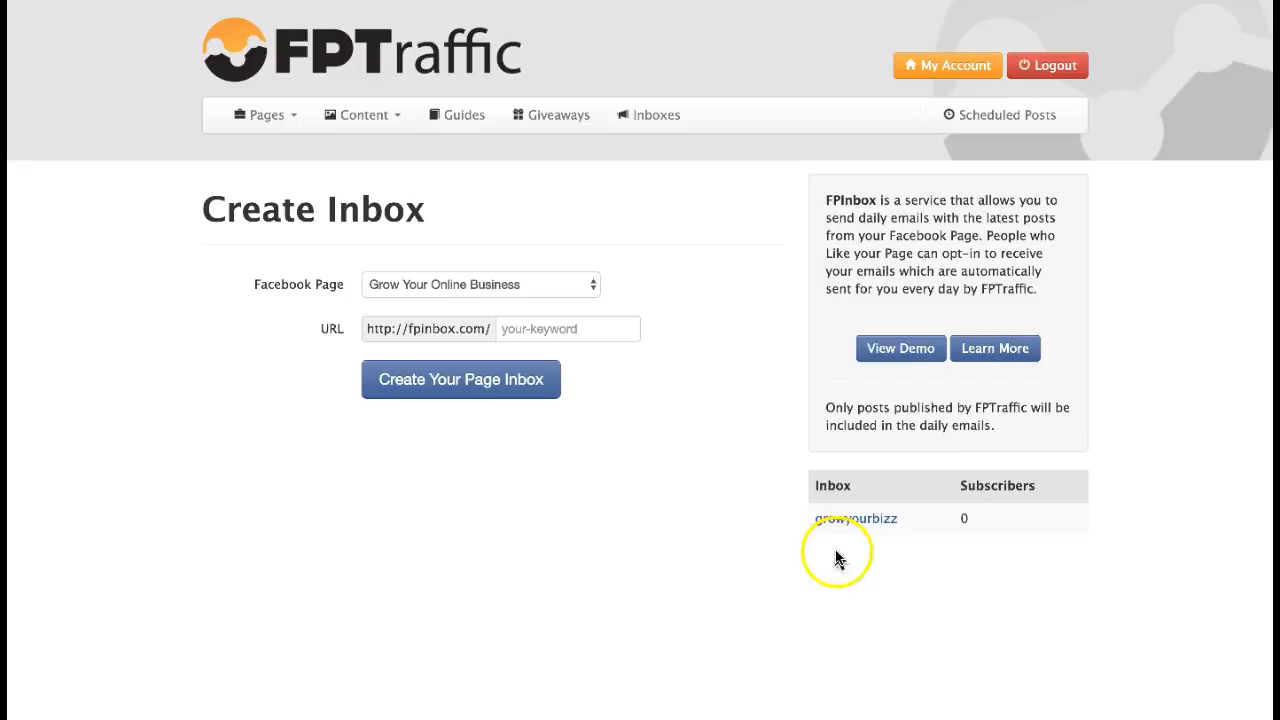 FPTraffic
My Account Logout
Pages Content Guides Giveaways Inboxes Scheduled Posts
Create Inbox
Facebook Page Grow Your Online Business
URL http://fpinbox.com/ your-keyword
Create Your Page Inbox
FPInbox is a service that allows you to
send daily emails with the latest posts
from your Facebook Page. People who
Like your Page can opt-in to receive
your emails which are automatically
sent for you every day by FPTraffic.
View Demo Learn More
Only posts published by FPTraffic will be
included in the daily emails.
Inbox Subscribers
growyourbizz 0